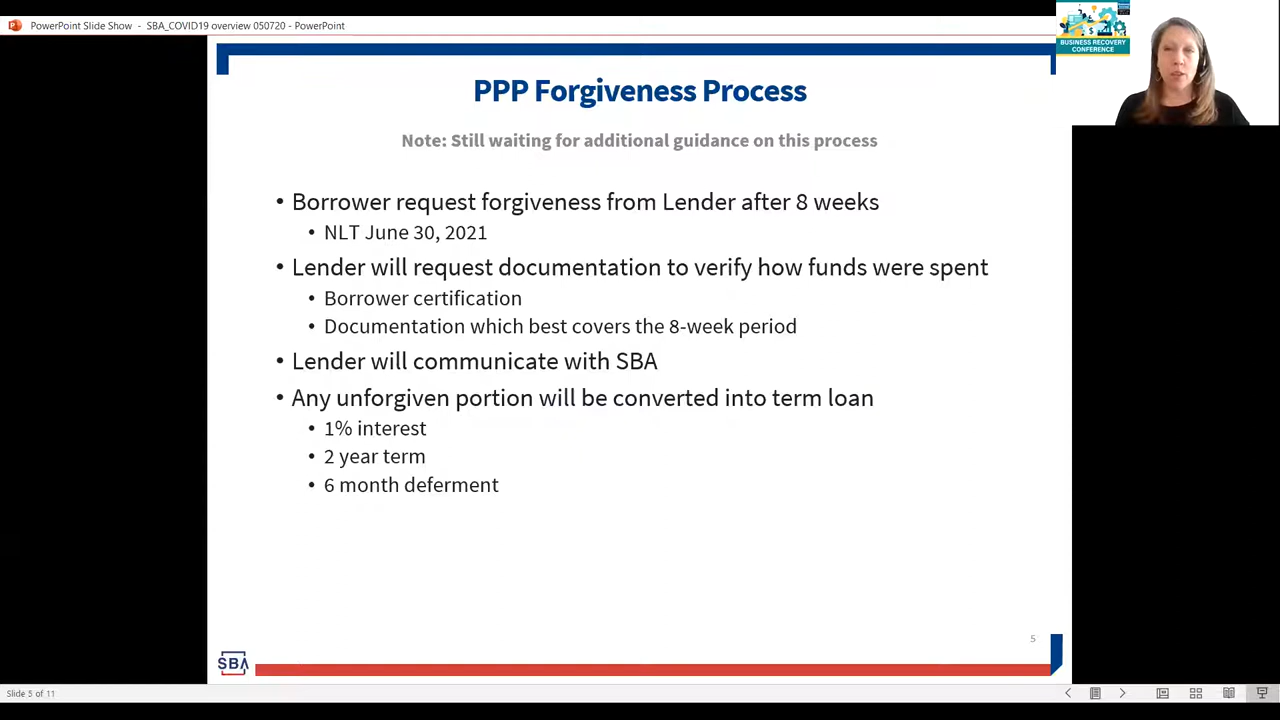 PowerPoint Slide Show - SBA_COVID19 overview 050720 - PowerPoint
BUSINESS RECOVERY
CONFERENCE
PPP Forgiveness Process
Note: Still waiting for additional guidance on this process
• Borrower request forgiveness from Lender after 8 weeks
• NLT June 30, 2021
• Lender will request documentation to verify how funds were spent
• Borrower certification
• Documentation which best covers the 8-week period
• Lender will communicate with SBA
• Any unforgiven portion will be converted into term loan
• 1% interest
• 2 year term
• 6 month deferment
5
SBA
Slide 5 of 11